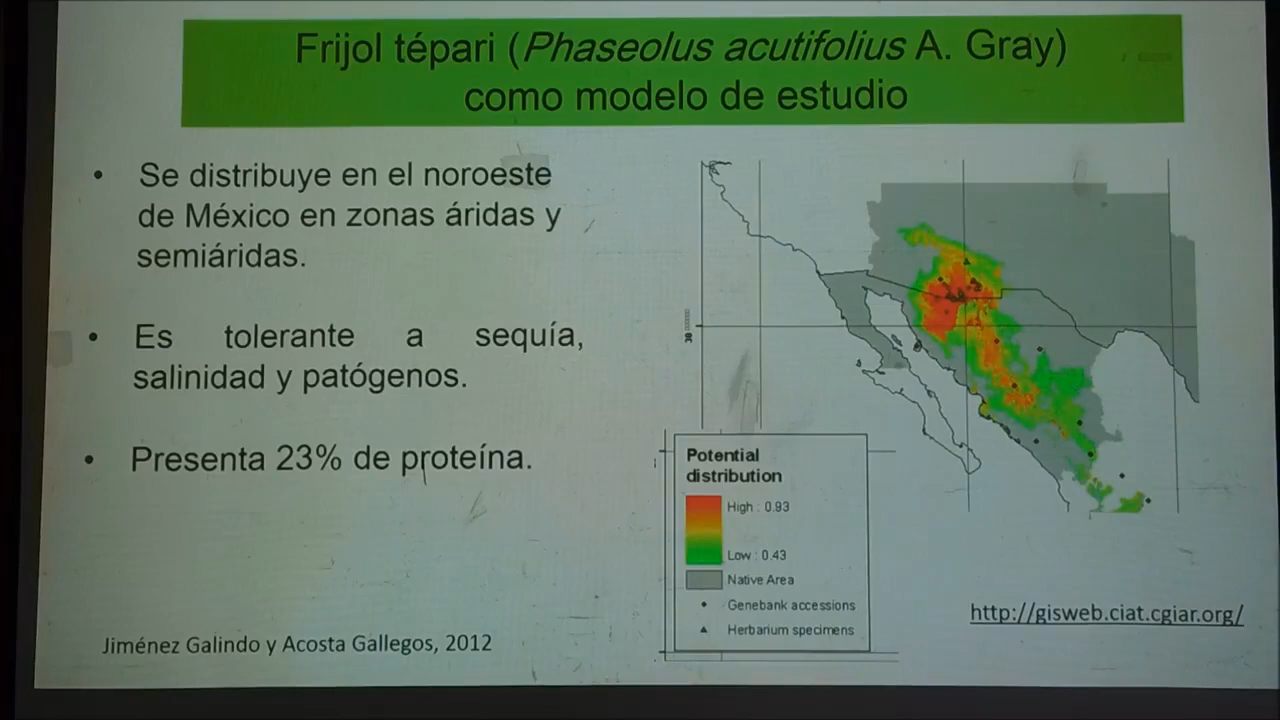 Frijol tépari (Phaseolus acutifolius A. Gray)
como modelo de estudio
• Se distribuye en el noroeste
de México en zonas áridas y
semiáridas.
• Es tolerante a sequía,
salinidad y patógenos.
• Presenta 23% de proteína.
Jiménez Galindo y Acosta Gallegos, 2012
Potential
distribution
High : 0.93
Low : 0.43
Native Area
Genebank accessions
Herbarium specimens
http://gisweb.ciat.cgiar.org/